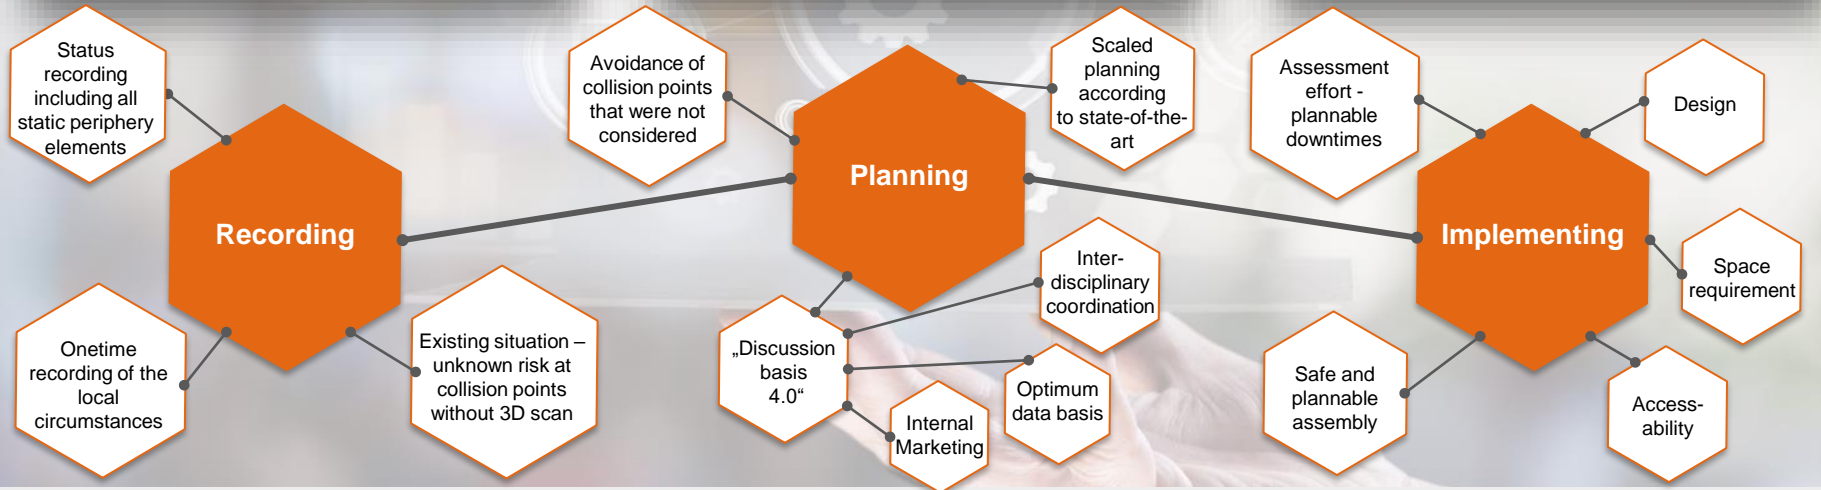 Status
recording
including all
static periphery
elements
Recording
Onetime
recording of the
local
circumstances
Existing situation –
unknown risk at
collision points
without 3D scan
Avoidance of
collision points
that were not
considered
Planning
Scaled
planning
according
to state-of-the-
art
„Discussion
basis
4.0“
Inter-
disciplinary
coordination
Optimum
data basis
Internal
Marketing
Assessment
effort -
plannable
downtimes
Implementing
Design
Space
requirement
Access-
ability
Safe and
plannable
assembly